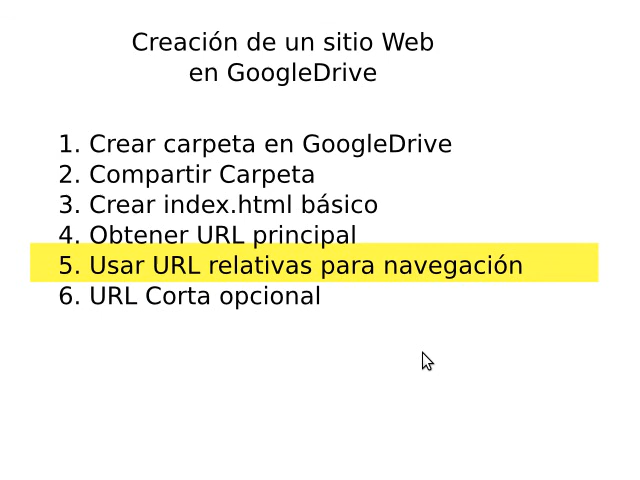 Creación de un sitio Web
en GoogleDrive
1. Crear carpeta en GoogleDrive
2. Compartir Carpeta
3. Crear index.html básico
4. Obtener URL principal
5. Usar URL relativas para navegación
6. URL Corta opcional